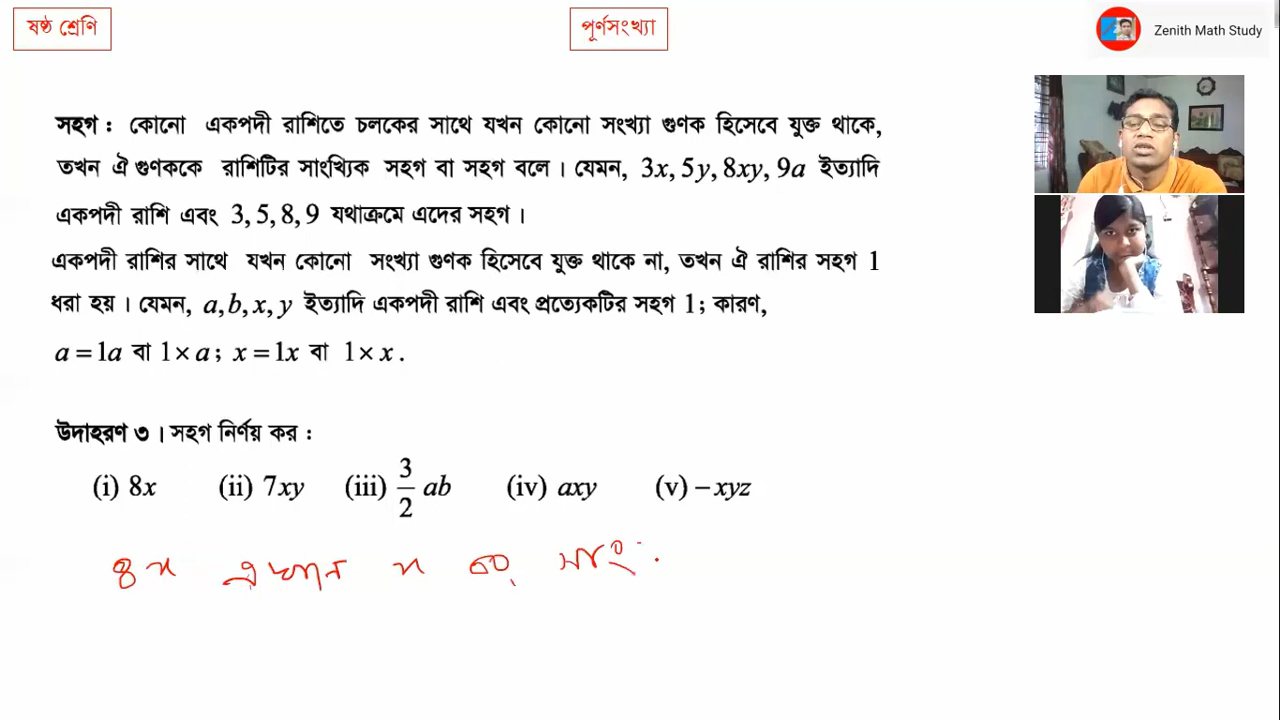 ষষ্ঠ শ্রেণি
পূর্ণসংখ্যা
Zenith Math Study
সহগ : কোনো একপদী রাশিতে চলকের সাথে যখন কোনো সংখ্যা গুণক হিসেবে যুক্ত থাকে,
তখন ঐ গুণককে রাশিটির সাংখ্যিক সহগ বা সহগ বলে । যেমন, 3x, 5y, 8xy, 9a ইত্যাদি
একপদী রাশি এবং 3, 5, 8, 9 যথাক্রমে এদের সহগ ।
একপদী রাশির সাথে যখন কোনো সংখ্যা গুণক হিসেবে যুক্ত থাকে না, তখন ঐ রাশির সহগ 1
ধরা হয় । যেমন, a, b, x, y ইত্যাদি একপদী রাশি এবং প্রত্যেকটির সহগ 1; কারণ,
a = 1a বা 1 × a ; x = 1x বা 1 × x .
উদাহরণ ৩ । সহগ নির্ণয় কর :
(i) 8x (ii) 7xy (iii) 3/2 ab (iv) axy (v) – xyz
8x এখানে x এর সাং